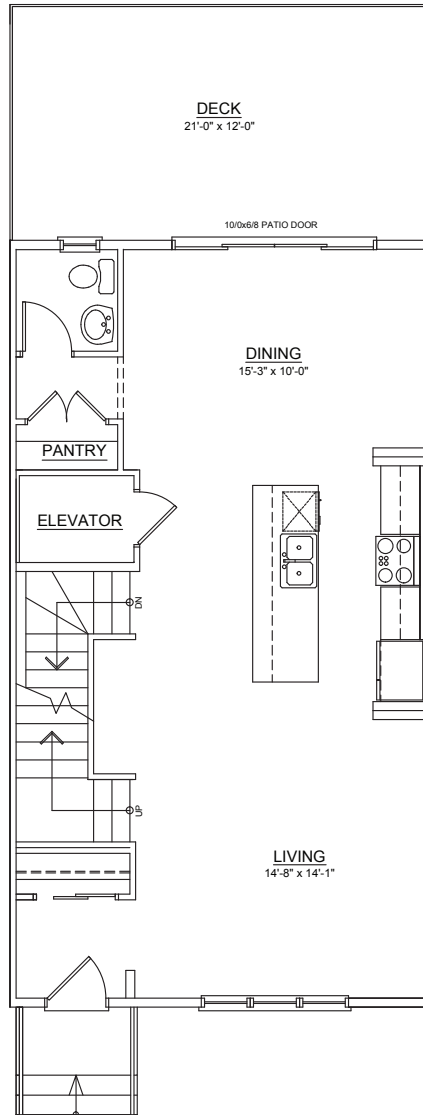 DECK
21'-0" x 12'-0"
10/0x6/8 PATIO DOOR
DINING
15'-3" x 10'-0"
PANTRY
ELEVATOR
DN
UP
LIVING
14'-8" x 14'-1"